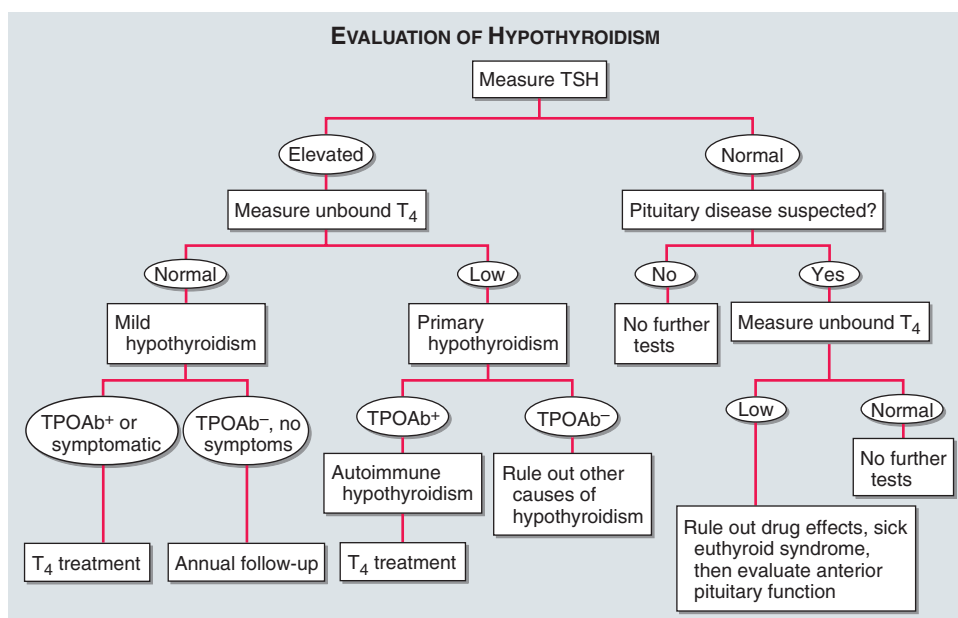 EVALUATION OF HYPOTHYROIDISM
Measure TSH
Elevated
Normal
Measure unbound T4
Pituitary disease suspected?
Normal
Low
No
Yes
Mild
hypothyroidism
Primary
hypothyroidism
No further
tests
Measure unbound T4
TPOAb+ or
symptomatic
TPOAb–, no
symptoms
TPOAb+
TPOAb–
Low
Normal
Autoimmune
hypothyroidism
Rule out other
causes of
hypothyroidism
No further
tests
T4 treatment
Annual follow-up
T4 treatment
Rule out drug effects, sick
euthyroid syndrome,
then evaluate anterior
pituitary function